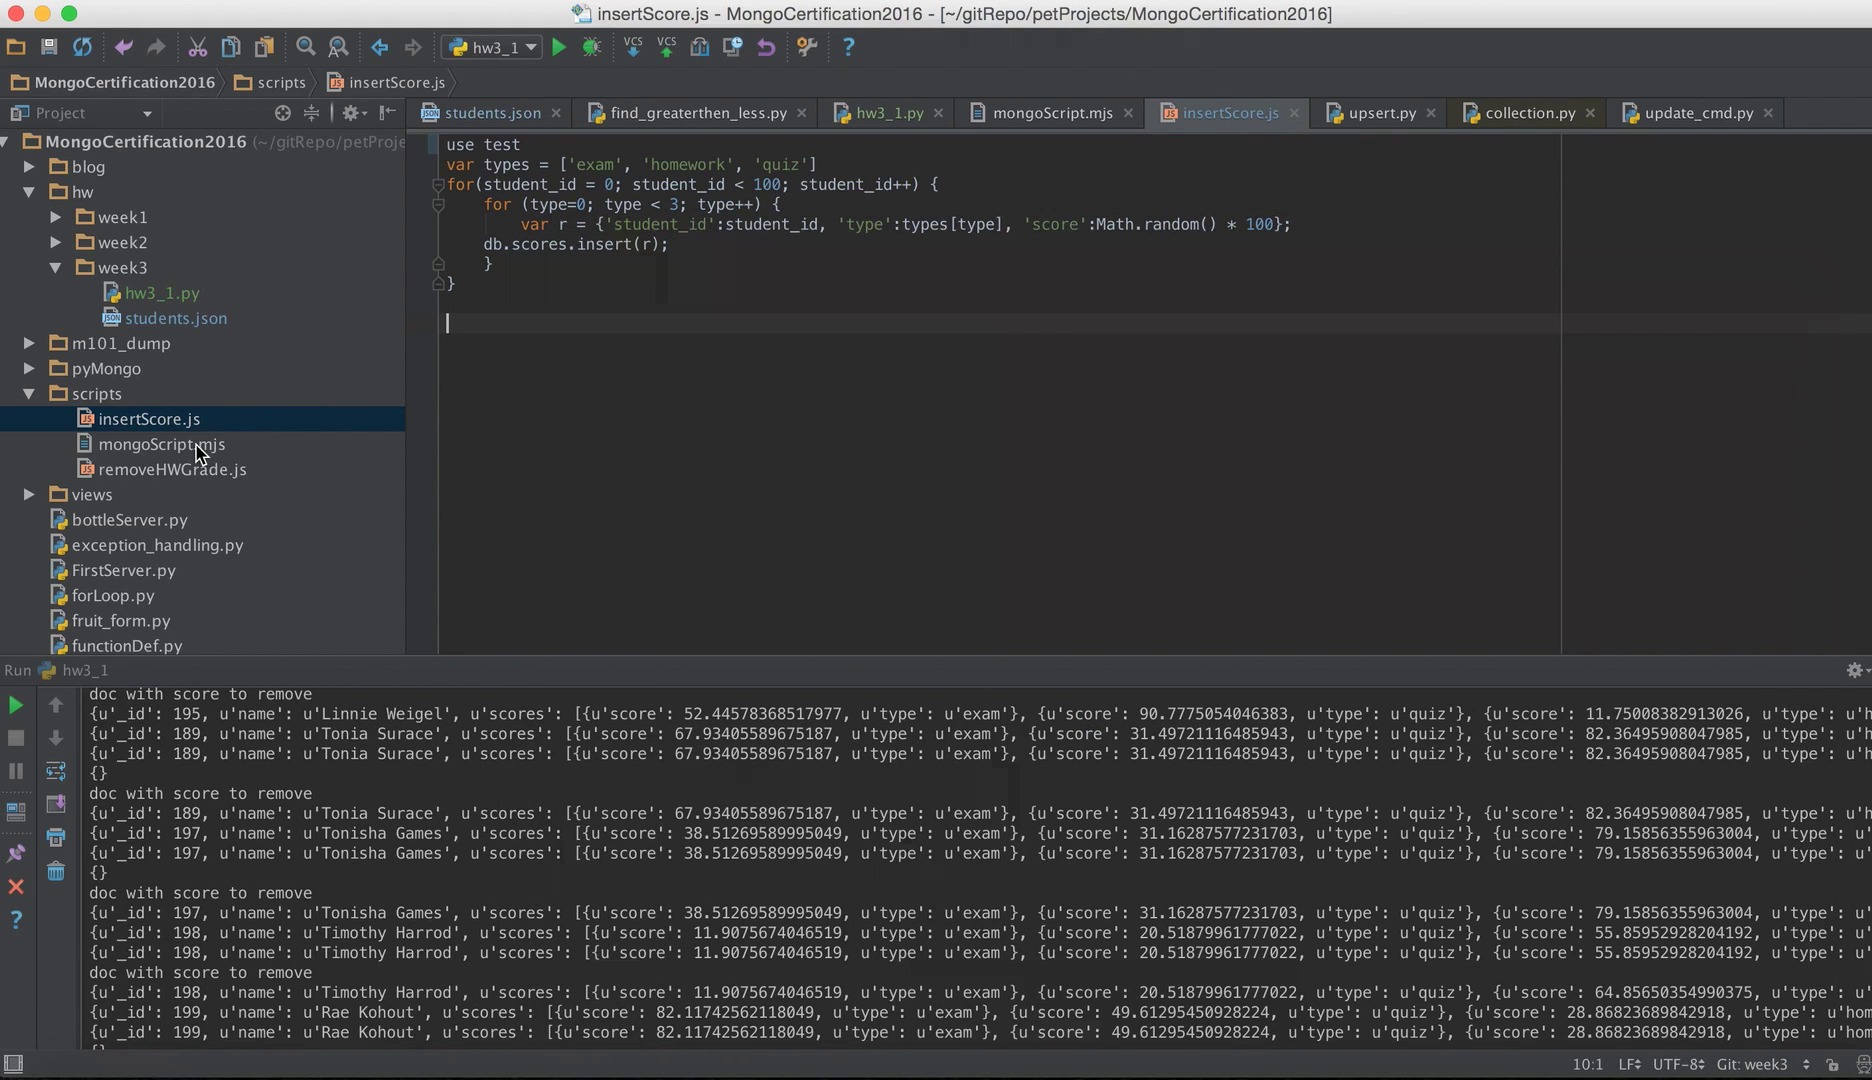 insertScore.js - MongoCertification2016 - [~/gitRepo/petProjects/MongoCertification2016]
hw3_1 VCS VCS ?
MongoCertification2016 scripts insertScore.js
Project students.json find_greaterthen_less.py hw3_1.py mongoScript.mjs insertScore.js upsert.py collection.py update_cmd.py
MongoCertification2016 (~/gitRepo/petProje
blog
hw
week1
week2
week3
hw3_1.py
students.json
m101_dump
pyMongo
scripts
insertScore.js
mongoScript.mjs
removeHWGrade.js
views
bottleServer.py
exception_handling.py
FirstServer.py
forLoop.py
fruit_form.py
functionDef.py
use test
var types = ['exam', 'homework', 'quiz']
for(student_id = 0; student_id < 100; student_id++) {
for (type=0; type < 3; type++) {
var r = {'student_id':student_id, 'type':types[type], 'score':Math.random() * 100};
db.scores.insert(r);
}
}
Run hw3_1
doc with score to remove
{u'_id': 195, u'name': u'Linnie Weigel', u'scores': [{u'score': 52.44578368517977, u'type': u'exam'}, {u'score': 90.7775054046383, u'type': u'quiz'}, {u'score': 11.75008382913026, u'type': u'h
{u'_id': 189, u'name': u'Tonia Surace', u'scores': [{u'score': 67.93405589675187, u'type': u'exam'}, {u'score': 31.49721116485943, u'type': u'quiz'}, {u'score': 82.36495908047985, u'type': u'h
{u'_id': 189, u'name': u'Tonia Surace', u'scores': [{u'score': 67.93405589675187, u'type': u'exam'}, {u'score': 31.49721116485943, u'type': u'quiz'}, {u'score': 82.36495908047985, u'type': u'h
{}
doc with score to remove
{u'_id': 189, u'name': u'Tonia Surace', u'scores': [{u'score': 67.93405589675187, u'type': u'exam'}, {u'score': 31.49721116485943, u'type': u'quiz'}, {u'score': 82.36495908047985, u'type': u'h
{u'_id': 197, u'name': u'Tonisha Games', u'scores': [{u'score': 38.51269589995049, u'type': u'exam'}, {u'score': 31.16287577231703, u'type': u'quiz'}, {u'score': 79.15856355963004, u'type': u'
{u'_id': 197, u'name': u'Tonisha Games', u'scores': [{u'score': 38.51269589995049, u'type': u'exam'}, {u'score': 31.16287577231703, u'type': u'quiz'}, {u'score': 79.15856355963004, u'type': u'
{}
doc with score to remove
{u'_id': 197, u'name': u'Tonisha Games', u'scores': [{u'score': 38.51269589995049, u'type': u'exam'}, {u'score': 31.16287577231703, u'type': u'quiz'}, {u'score': 79.15856355963004, u'type': u'
{u'_id': 198, u'name': u'Timothy Harrod', u'scores': [{u'score': 11.9075674046519, u'type': u'exam'}, {u'score': 20.51879961777022, u'type': u'quiz'}, {u'score': 55.85952928204192, u'type': u'
{u'_id': 198, u'name': u'Timothy Harrod', u'scores': [{u'score': 11.9075674046519, u'type': u'exam'}, {u'score': 20.51879961777022, u'type': u'quiz'}, {u'score': 55.85952928204192, u'type': u'
doc with score to remove
{u'_id': 198, u'name': u'Timothy Harrod', u'scores': [{u'score': 11.9075674046519, u'type': u'exam'}, {u'score': 20.51879961777022, u'type': u'quiz'}, {u'score': 64.85650354990375, u'type': u'
{u'_id': 199, u'name': u'Rae Kohout', u'scores': [{u'score': 82.11742562118049, u'type': u'exam'}, {u'score': 49.61295450928224, u'type': u'quiz'}, {u'score': 28.86823689842918, u'type': u'hom
{u'_id': 199, u'name': u'Rae Kohout', u'scores': [{u'score': 82.11742562118049, u'type': u'exam'}, {u'score': 49.61295450928224, u'type': u'quiz'}, {u'score': 28.86823689842918, u'type': u'hom
10:1 LF UTF-8 Git: week3